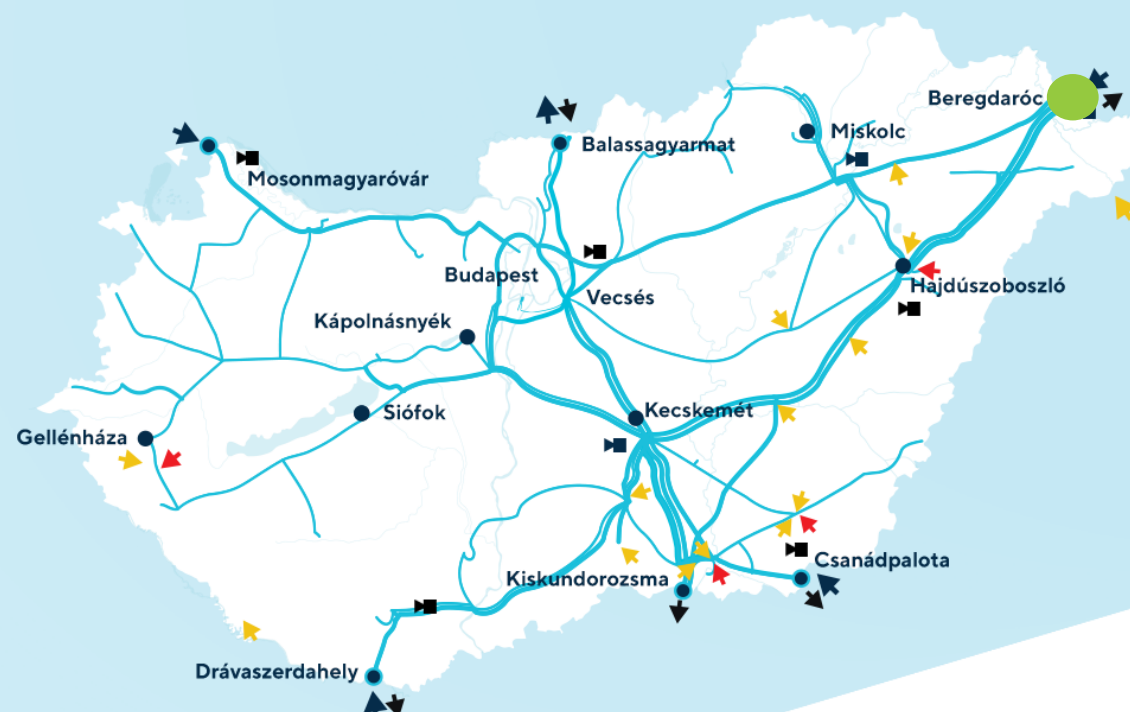 Beregdaróc
Miskolc
Balassagyarmat
Mosonmagyaróvár
Budapest
Hajdúszoboszló
Vecsés
Kápolnásnyék
Kecskemét
Siófok
Gellénháza
Csanádpalota
Kiskundorozsma
Drávaszerdahely